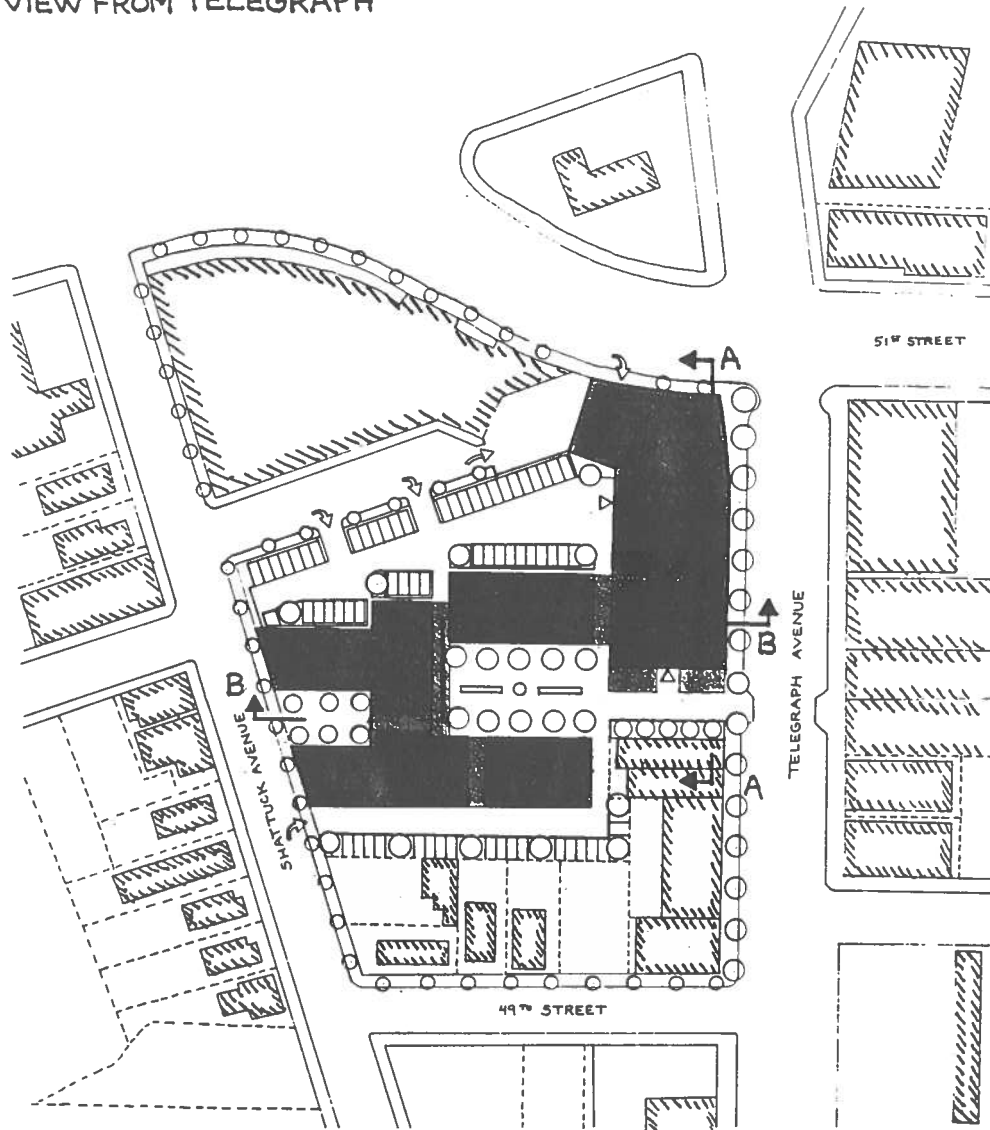 VIEW FROM TELEGRAPH
51ST STREET
A
B
TELEGRAPH AVENUE
B
SHATTUCK AVENUE
A
49TH STREET